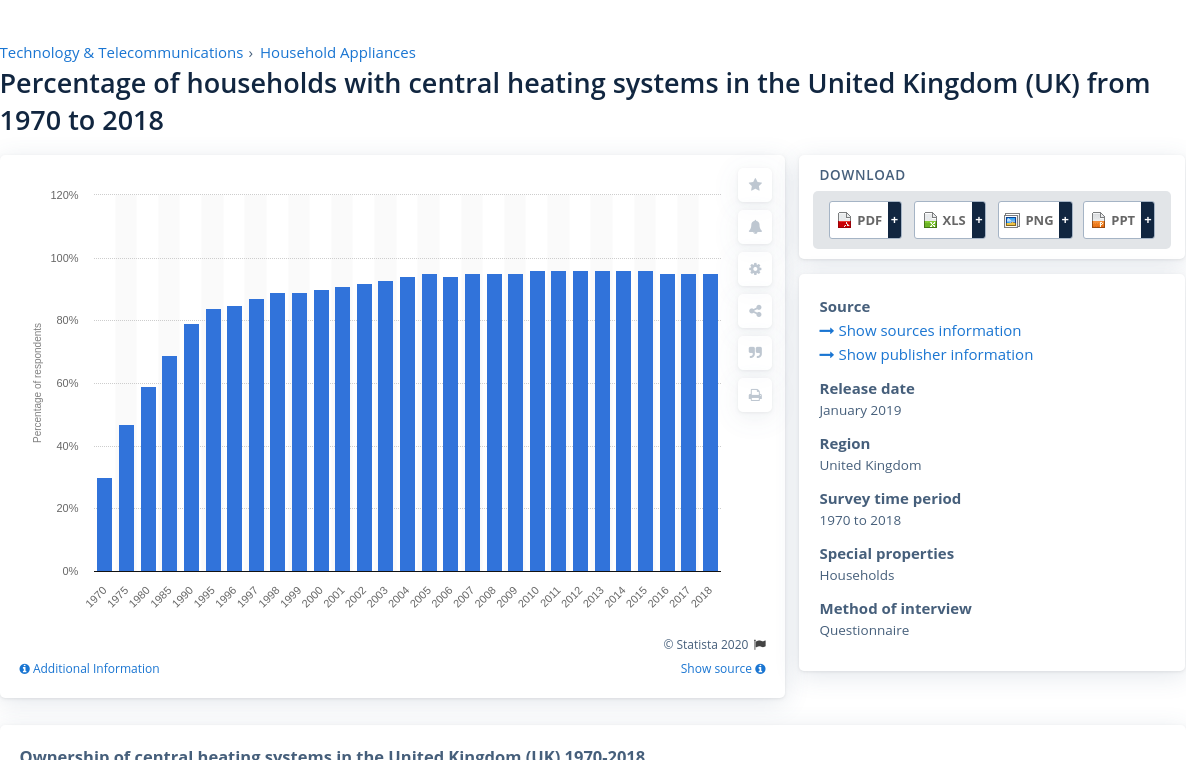 Technology & Telecommunications › Household Appliances
Percentage of households with central heating systems in the United Kingdom (UK) from
1970 to 2018
120%
100%
80%
60%
40%
20%
0%
Percentage of respondents
1970 1975 1980 1985 1990 1995 1996 1997 1998 1999 2000 2001 2002 2003 2004 2005 2006 2007 2008 2009 2010 2011 2012 2013 2014 2015 2016 2017 2018
© Statista 2020
Additional Information
Show source
DOWNLOAD
PDF + XLS + PNG + PPT +
Source
Show sources information
Show publisher information
Release date
January 2019
Region
United Kingdom
Survey time period
1970 to 2018
Special properties
Households
Method of interview
Questionnaire
Ownership of central heating systems in the United Kingdom (UK) 1970-2018